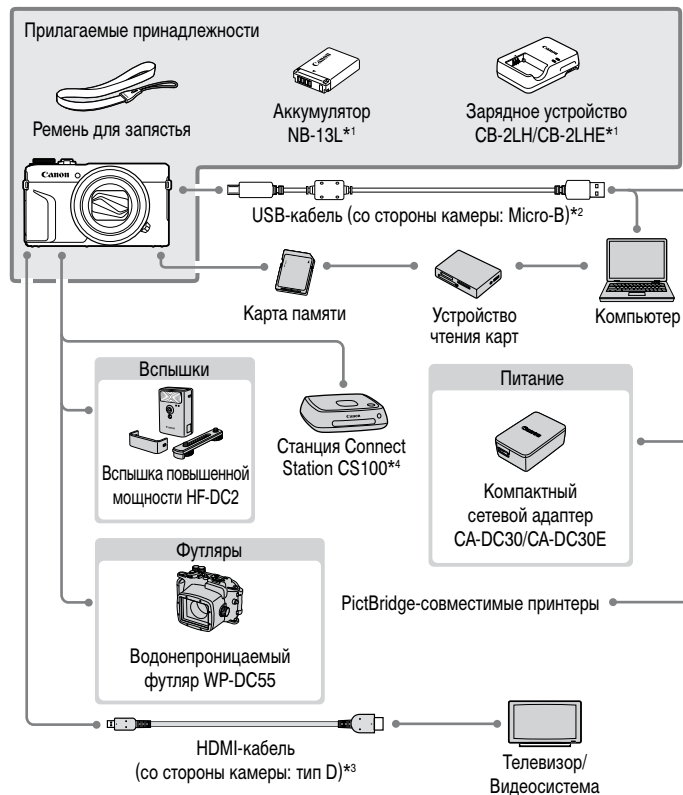 Прилагаемые принадлежности
Ремень для запястья
Аккумулятор
NB-13L*1
Зарядное устройство
CB-2LH/CB-2LHE*1
Canon
USB-кабель (со стороны камеры: Micro-B)*2
Карта памяти
Устройство
чтения карт
Компьютер
Вспышки
Вспышка повышенной
мощности HF-DC2
Станция Connect
Station CS100*4
Питание
Компактный
сетевой адаптер
CA-DC30/CA-DC30E
Футляры
Водонепроницаемый
футляр WP-DC55
PictBridge-совместимые принтеры
HDMI-кабель
(со стороны камеры: тип D)*3
Телевизор/
Видеосистема